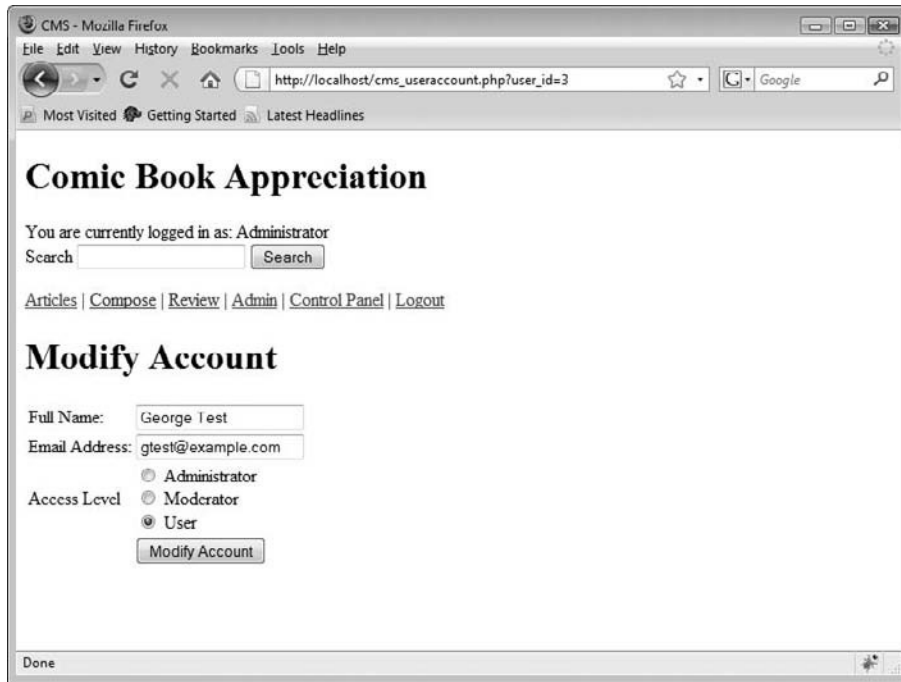 CMS - Mozilla Firefox
File Edit View History Bookmarks Tools Help
http://localhost/cms_useraccount.php?user_id=3
G Google
Most Visited Getting Started Latest Headlines
Comic Book Appreciation
You are currently logged in as: Administrator
Search Search
Articles | Compose | Review | Admin | Control Panel | Logout
Modify Account
Full Name: George Test
Email Address: gtest@example.com
Administrator
Access Level Moderator
User
Modify Account
Done